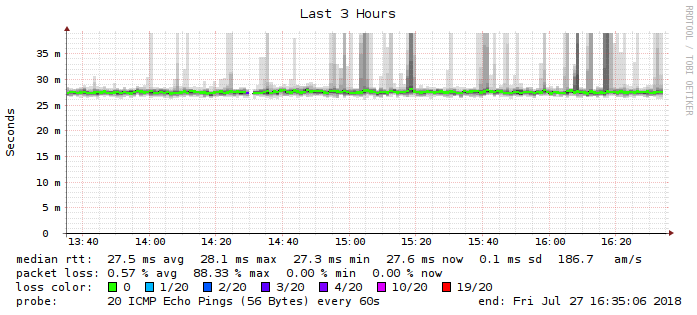 Last 3 Hours
RRDTOOL / TOBI OETIKER
Seconds
35 m
30 m
25 m
20 m
15 m
10 m
5 m
0
13:40 14:00 14:20 14:40 15:00 15:20 15:40 16:00 16:20
median rtt: 27.5 ms avg 28.1 ms max 27.3 ms min 27.6 ms now 0.1 ms sd 186.7 am/s
packet loss: 0.57 % avg 88.33 % max 0.00 % min 0.00 % now
loss color: 0 1/20 2/20 3/20 4/20 10/20 19/20
probe: 20 ICMP Echo Pings (56 Bytes) every 60s end: Fri Jul 27 16:35:06 2018